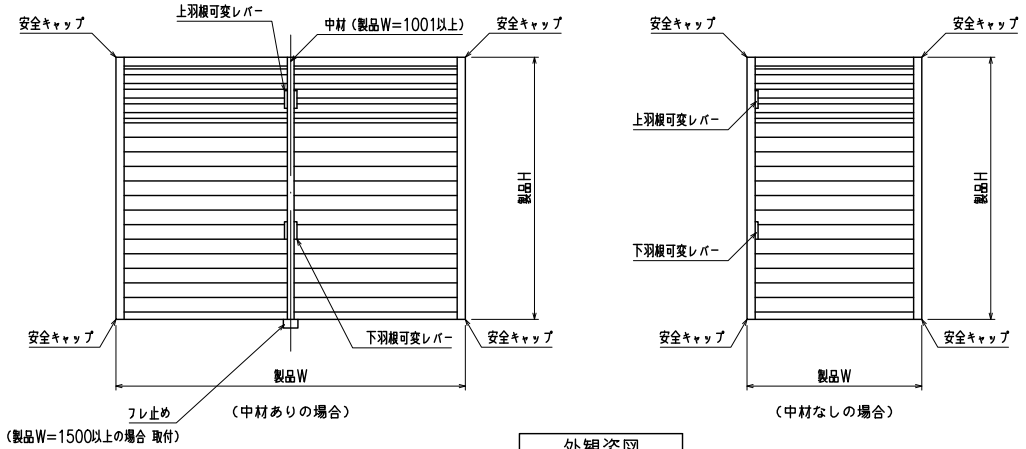 上羽根可変レバー
安全キャップ
中材(製品W=1001以上)
安全キャップ
安全キャップ
安全キャップ
上羽根可変レバー
製品H
製品H
下羽根可変レバー
安全キャップ
下羽根可変レバー
安全キャップ
安全キャップ
安全キャップ
製品W
製品W
フレ止め
(中材ありの場合)
(中材なしの場合)
(製品W=1500以上の場合 取付)
外観姿図